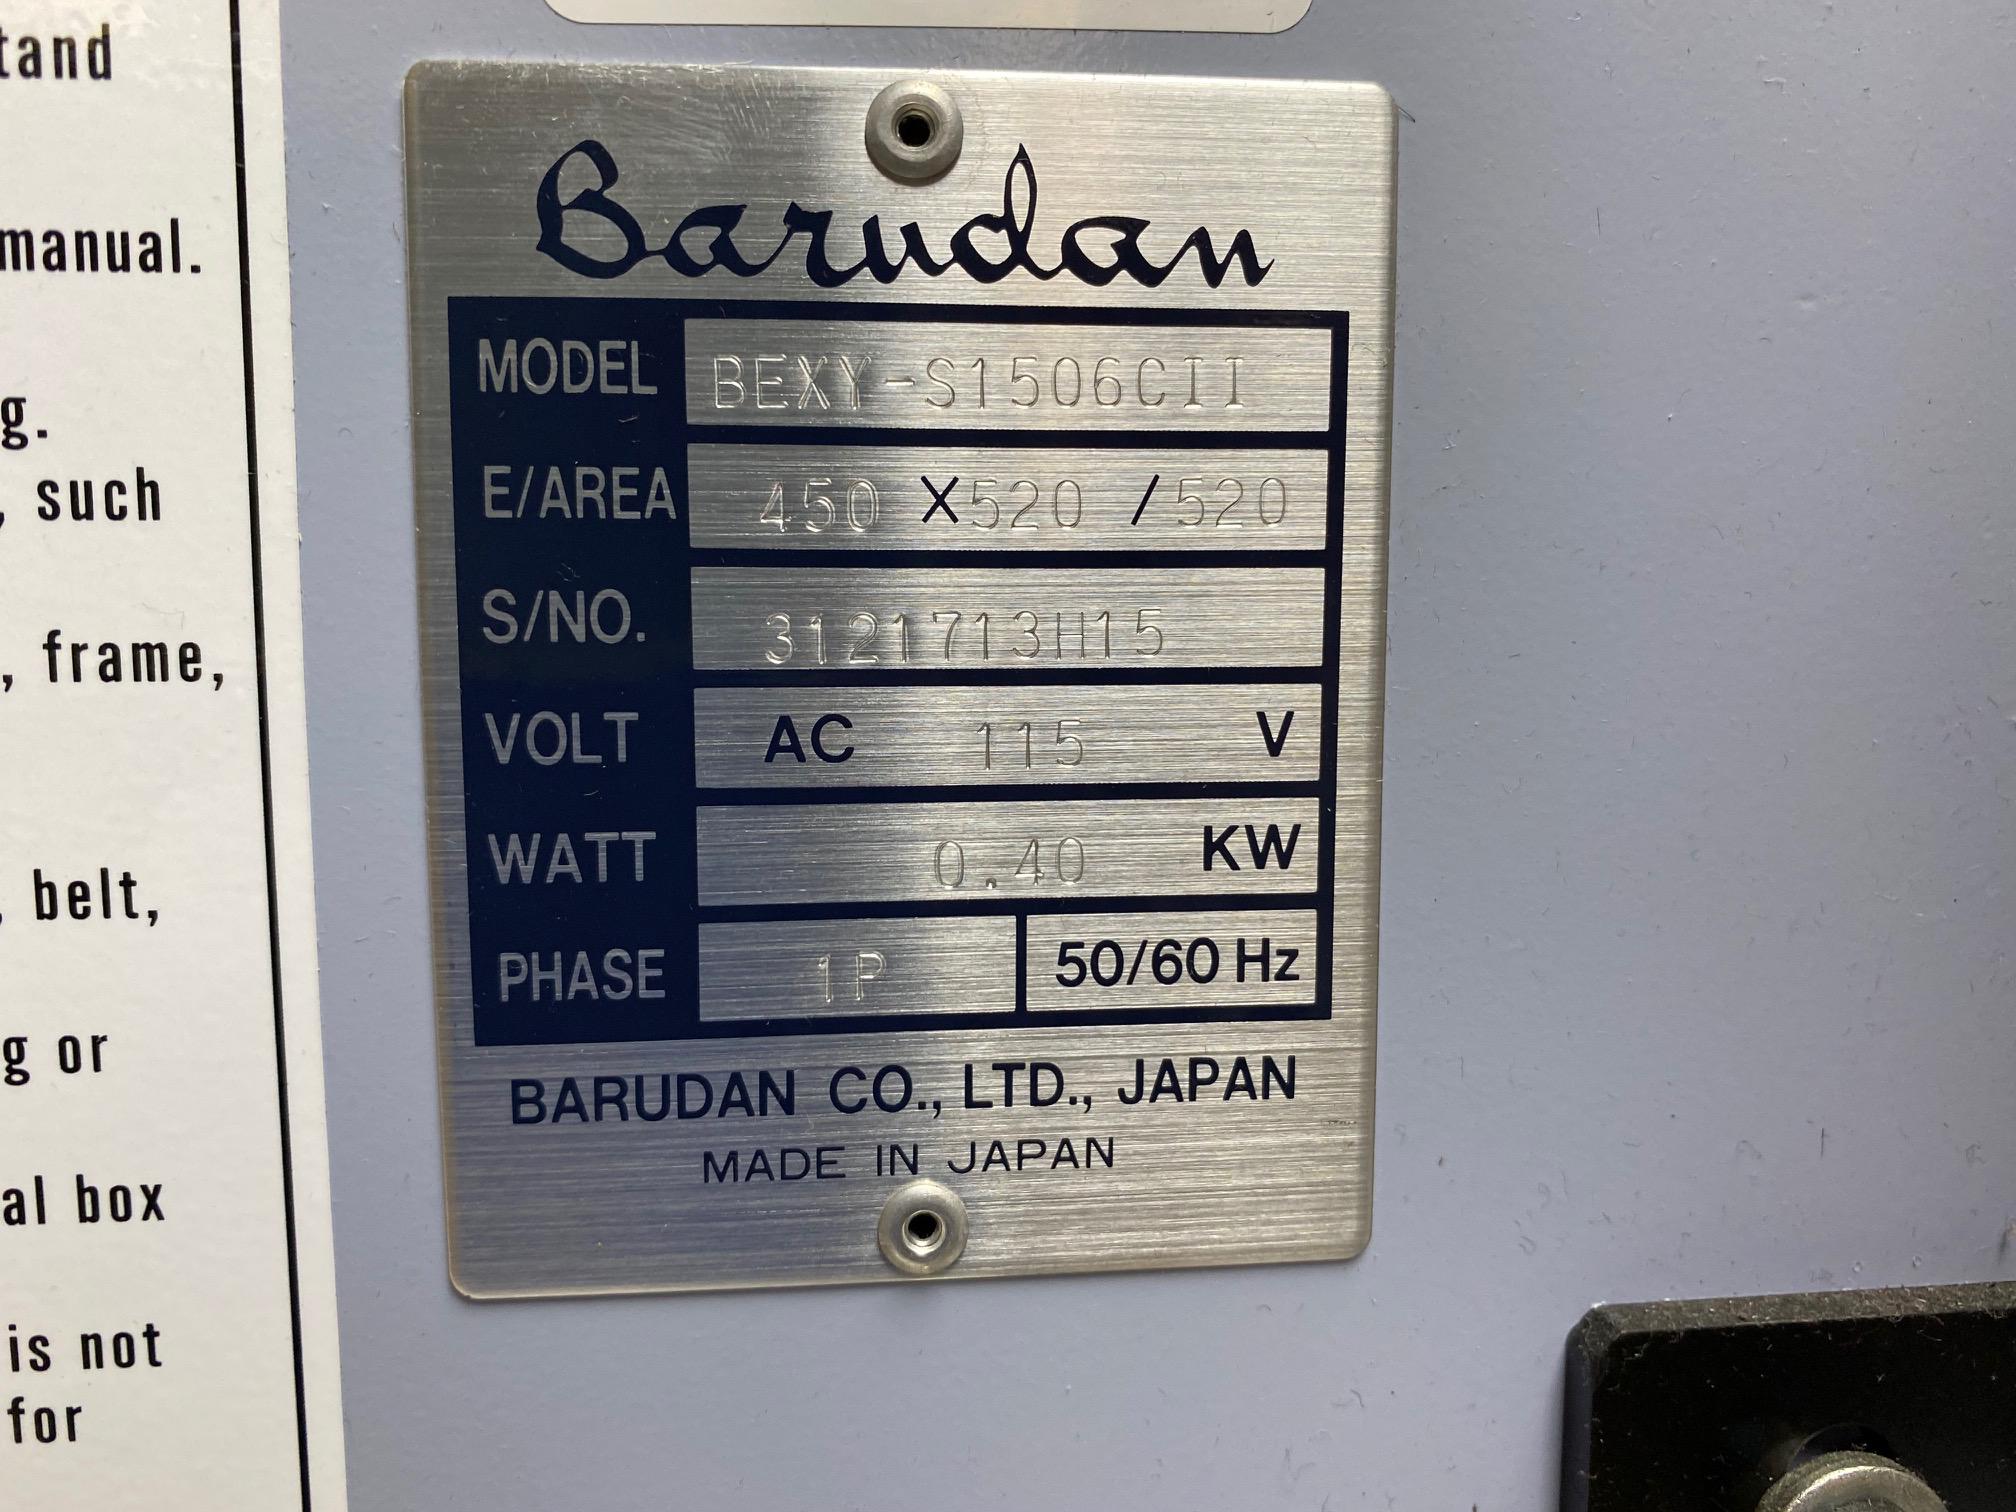 tand
manual.
g.
, such
, frame,
, belt,
g or
al box
is not
for
Barudan
MODEL BEXY-S1506CII
E/AREA 450 X520 /520
S/NO. 3121713H15
VOLT AC 115 V
WATT 0.40 KW
PHASE 1P 50/60 Hz
BARUDAN CO., LTD., JAPAN
MADE IN JAPAN